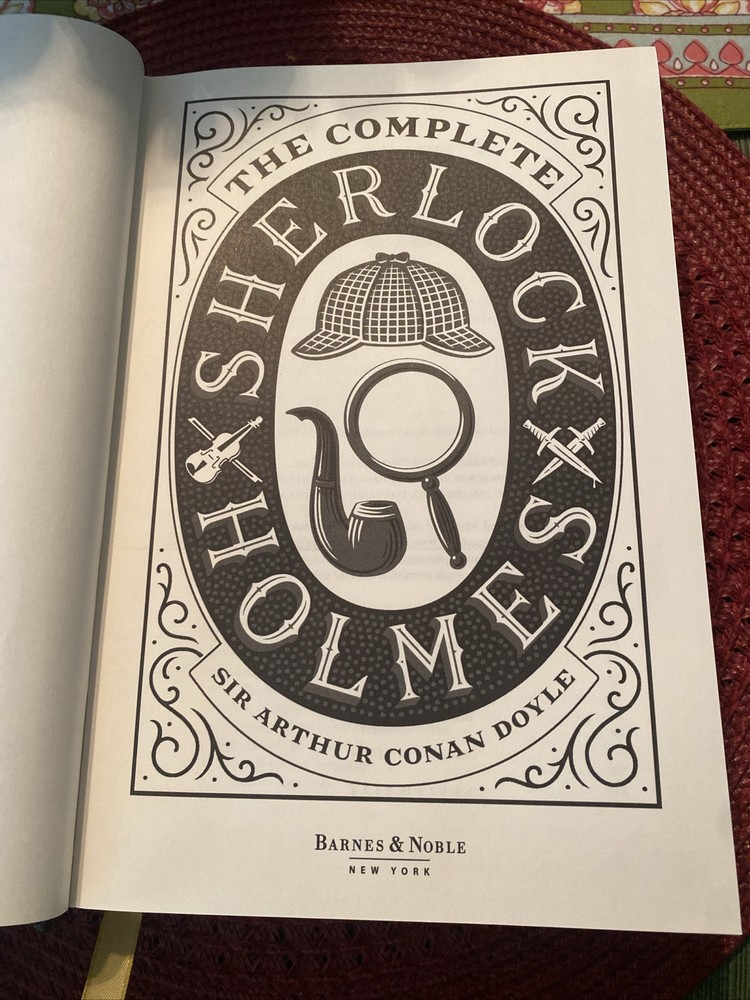 THE COMPLETE
SHERLOCK
HOLMES
SIR ARTHUR CONAN DOYLE
BARNES & NOBLE
NEW YORK